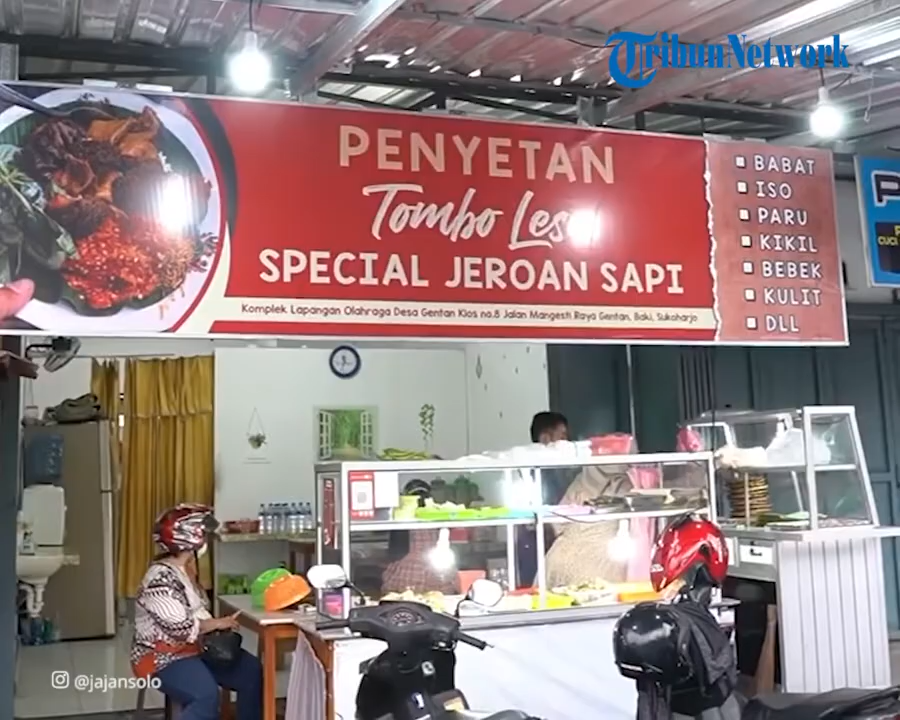 TribunNetwork
PENYETAN
Tombo
SPECIAL JEROAN SAPI
Komplek Lapangan Olahraga Desa Gentan Kios no.8 Jalan Mangesti Raya Gentan, Baki, Sukoharjo
BABAT
ISO
PARU
KIKIL
BEBEK
KULIT
DLL
CUCI
@jajansolo